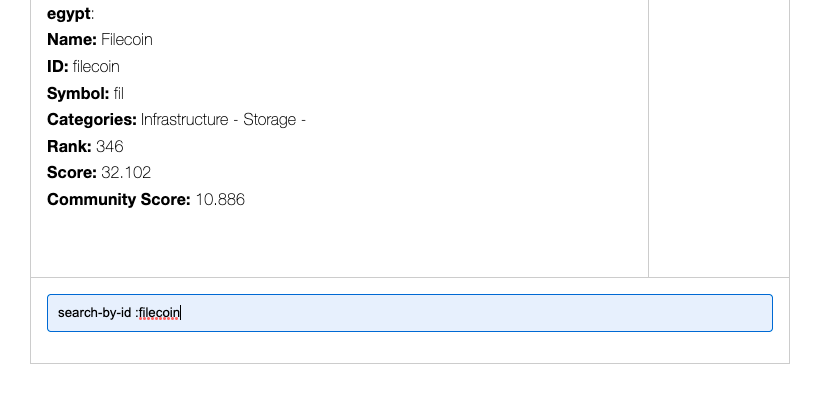 egypt:
Name: Filecoin
ID: filecoin
Symbol: fil
Categories: Infrastructure - Storage -
Rank: 346
Score: 32.102
Community Score: 10.886
search-by-id :filecoin